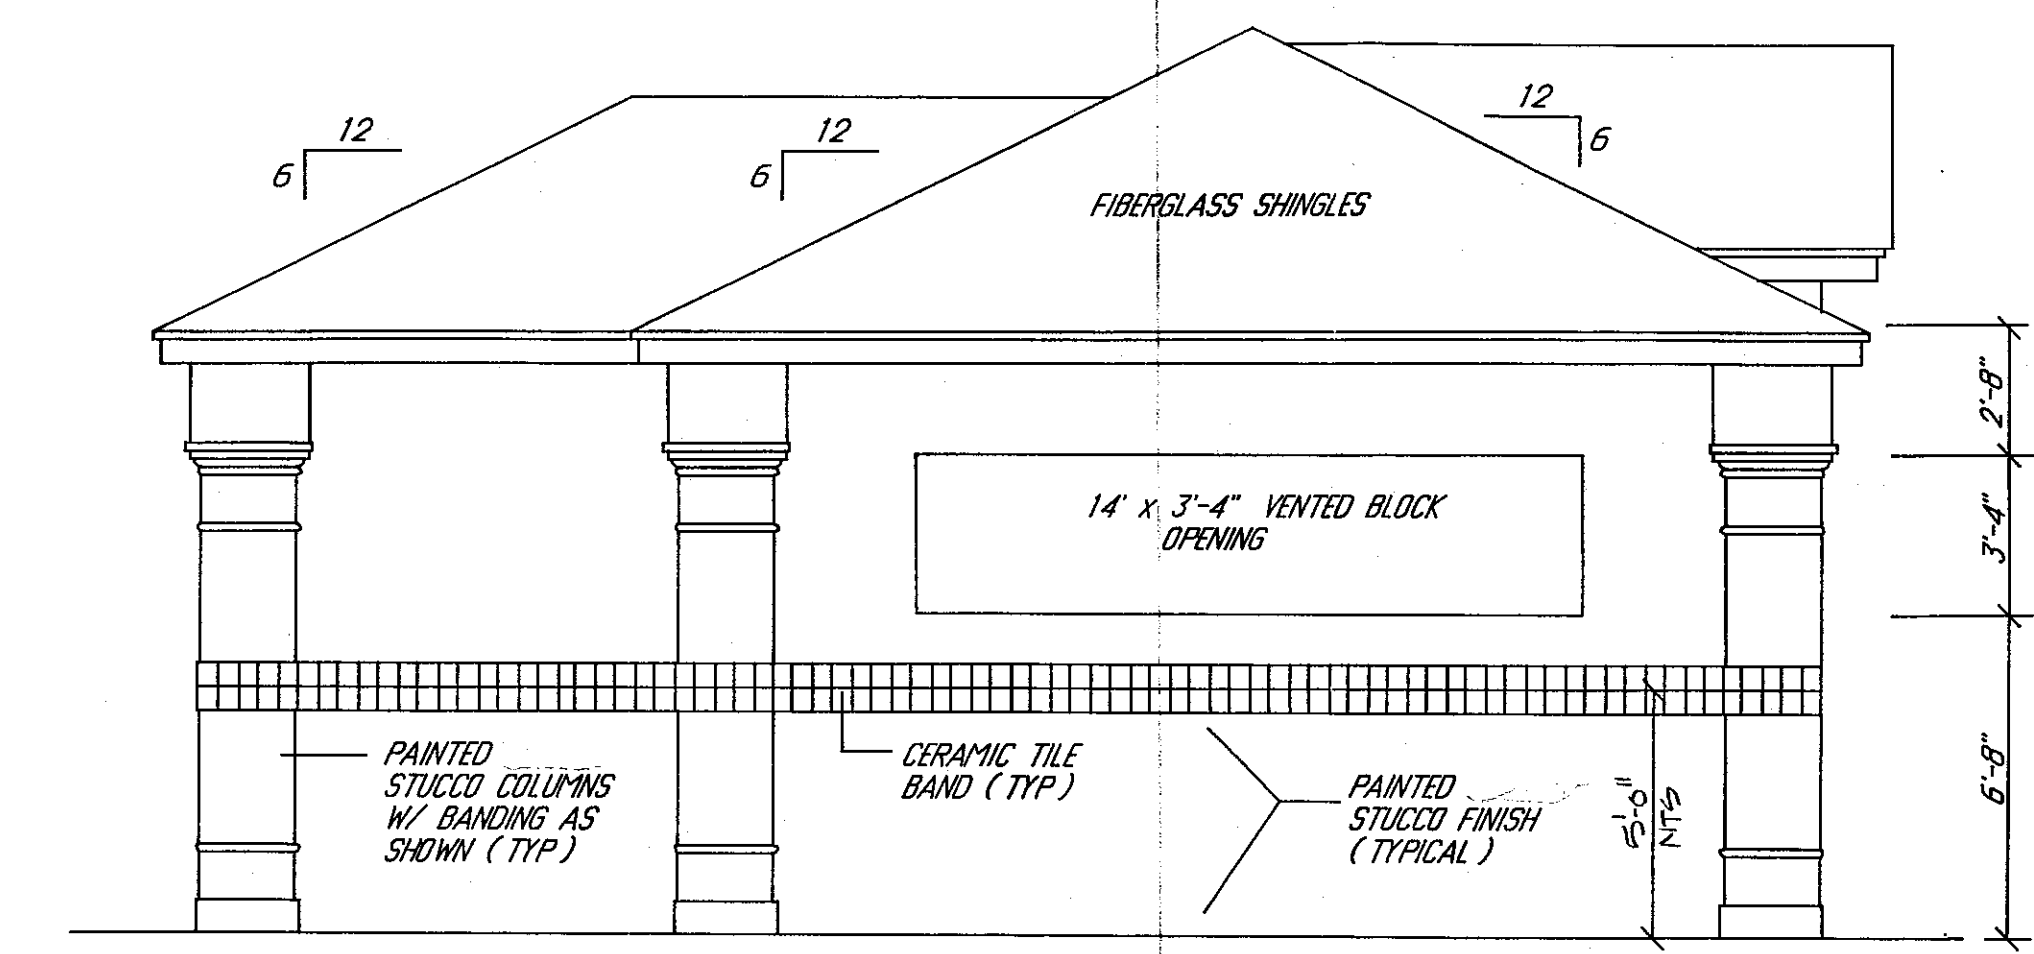 12
6
12
6
12
6
FIBERGLASS SHINGLES
2'-8"
14' x 3'-4" VENTED BLOCK
OPENING
3'-4"
PAINTED
STUCCO COLUMNS
W/ BANDING AS
SHOWN (TYP)
CERAMIC TILE
BAND (TYP)
PAINTED
STUCCO FINISH
(TYPICAL)
5'-0"
NTS
6'-8"